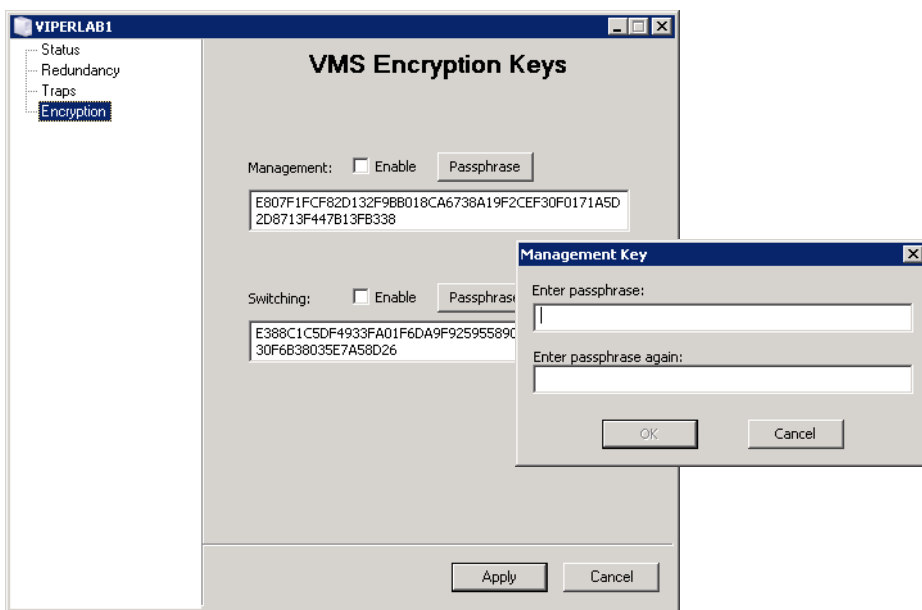 VIPERLAB1
Status
Redundancy
Traps
Encryption
VMS Encryption Keys
Management: Enable Passphrase
E807F1FCF82D132F9BB018CA6738A19F2CEF30F0171A5D
2D8713F447B13FB338
Switching: Enable Passphrase
E388C1C5DF4933FA01F6DA9F925955890
30F6B38035E7A58D26
Management Key
Enter passphrase:
Enter passphrase again:
OK Cancel
Apply Cancel